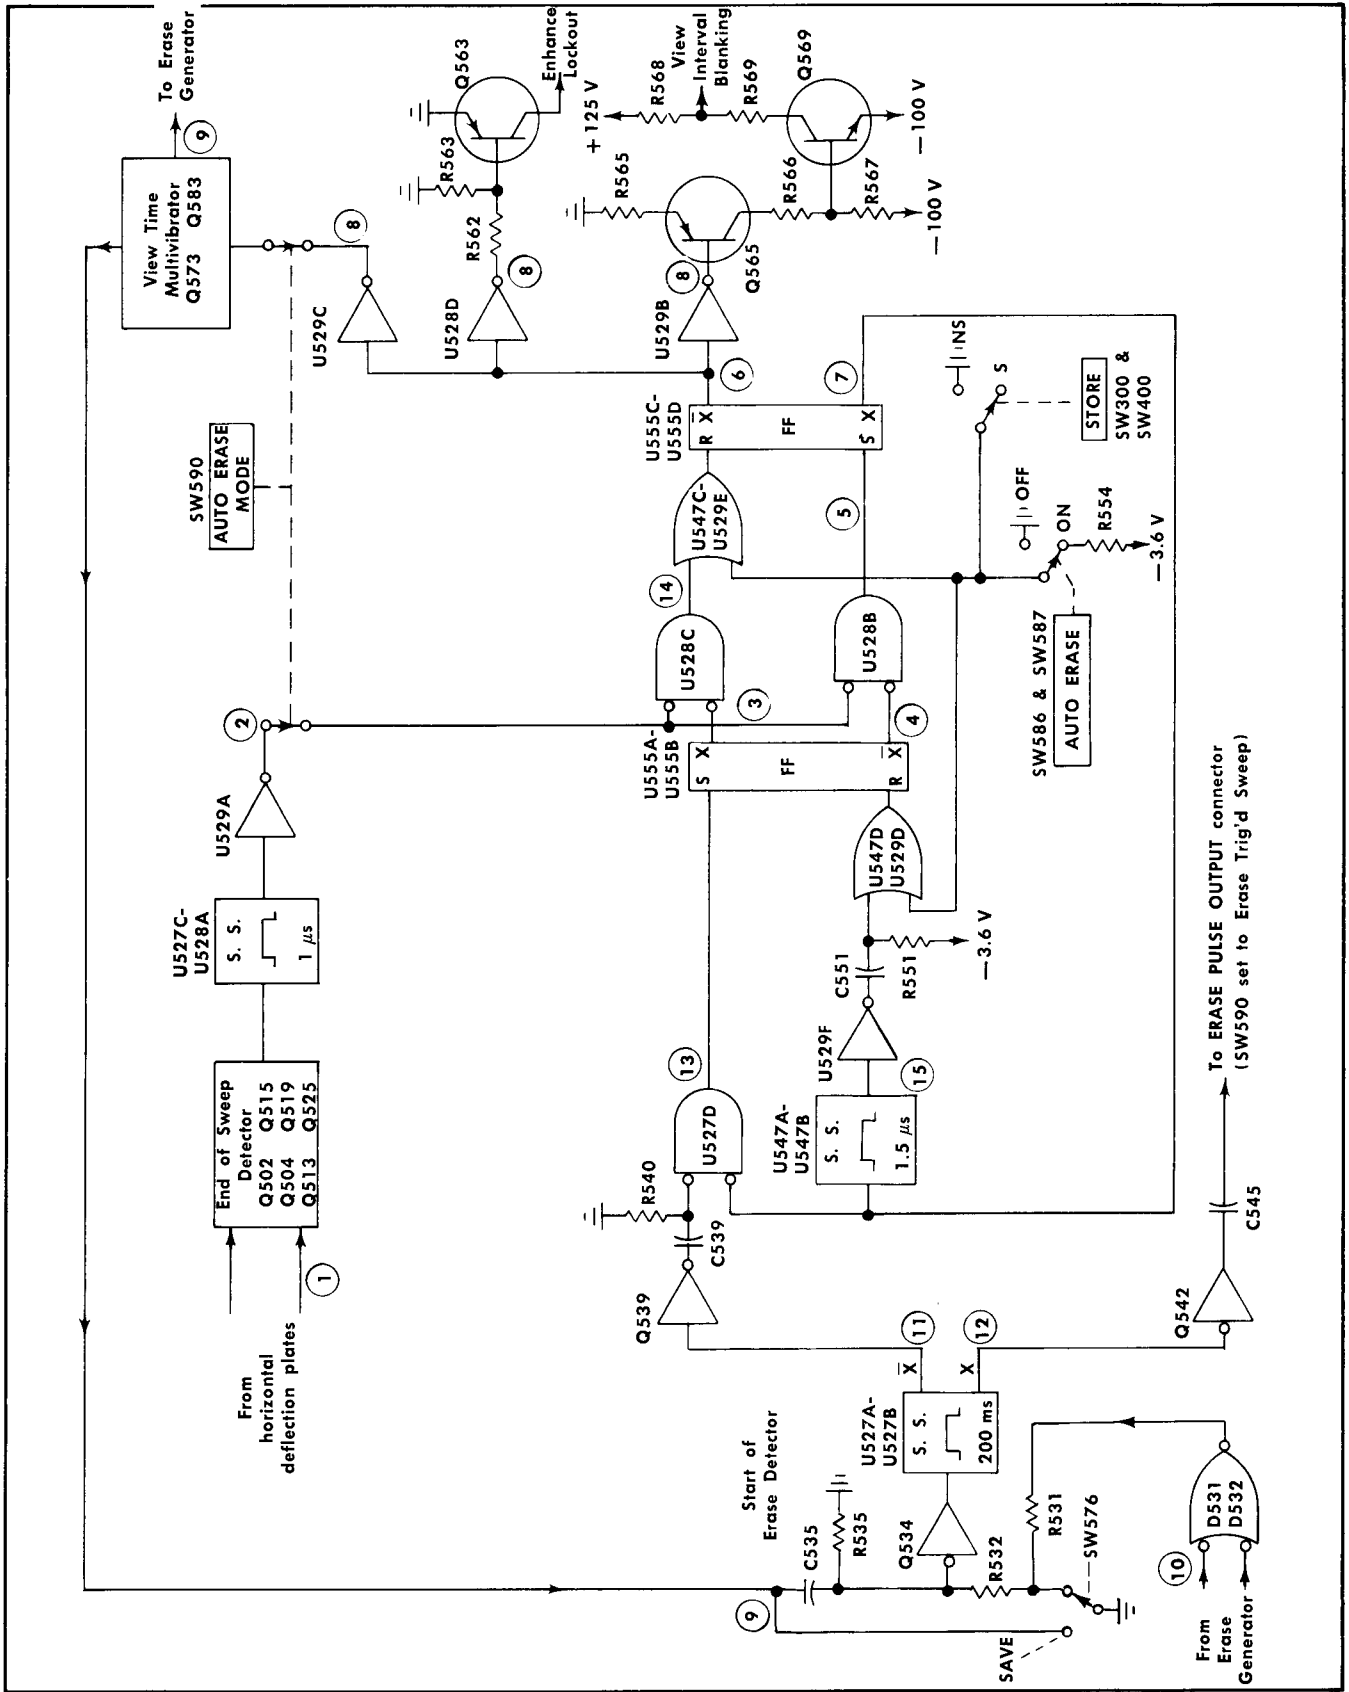 From
horizontal
deflection plates
1
End of Sweep
Detector
Q502 Q515
Q504 Q519
Q513 Q525
U527C-
U528A
S. S.
1 μs
U529A
2
SW590
AUTO ERASE
MODE
View Time
Multivibrator
Q573 Q583
9
To Erase
Generator
8
U529C
U528D
8
R562
R563
Q563
Enhance
Lockout
U529B
8
Q565
R565
R566
R567
—100 V
+125 V
R568
View
Interval
Blanking
R569
Q569
—100 V
6
7
U555C-
U555D
R X
FF
S X
U547C-
U529E
14
5
U528C
U528B
3
4
U555A-
U555B
S X
FF
R X
NS
S
STORE
SW300 &
SW400
OFF
ON
R554
—3.6 V
SW586 & SW587
AUTO ERASE
13
U527D
R540
C539
Q539
U547D
U529D
C551
R551
—3.6 V
U529F
15
U547A-
U547B
S. S.
1.5 μs
11
12
X
X
U527A-
U527B
S. S.
200 ms
Start of
Erase Detector
9
C535
R535
Q534
R532
R531
SW576
SAVE
D531
D532
10
From
Erase
Generator
Q542
C545
To ERASE PULSE OUTPUT connector
(SW590 set to Erase Trig'd Sweep)